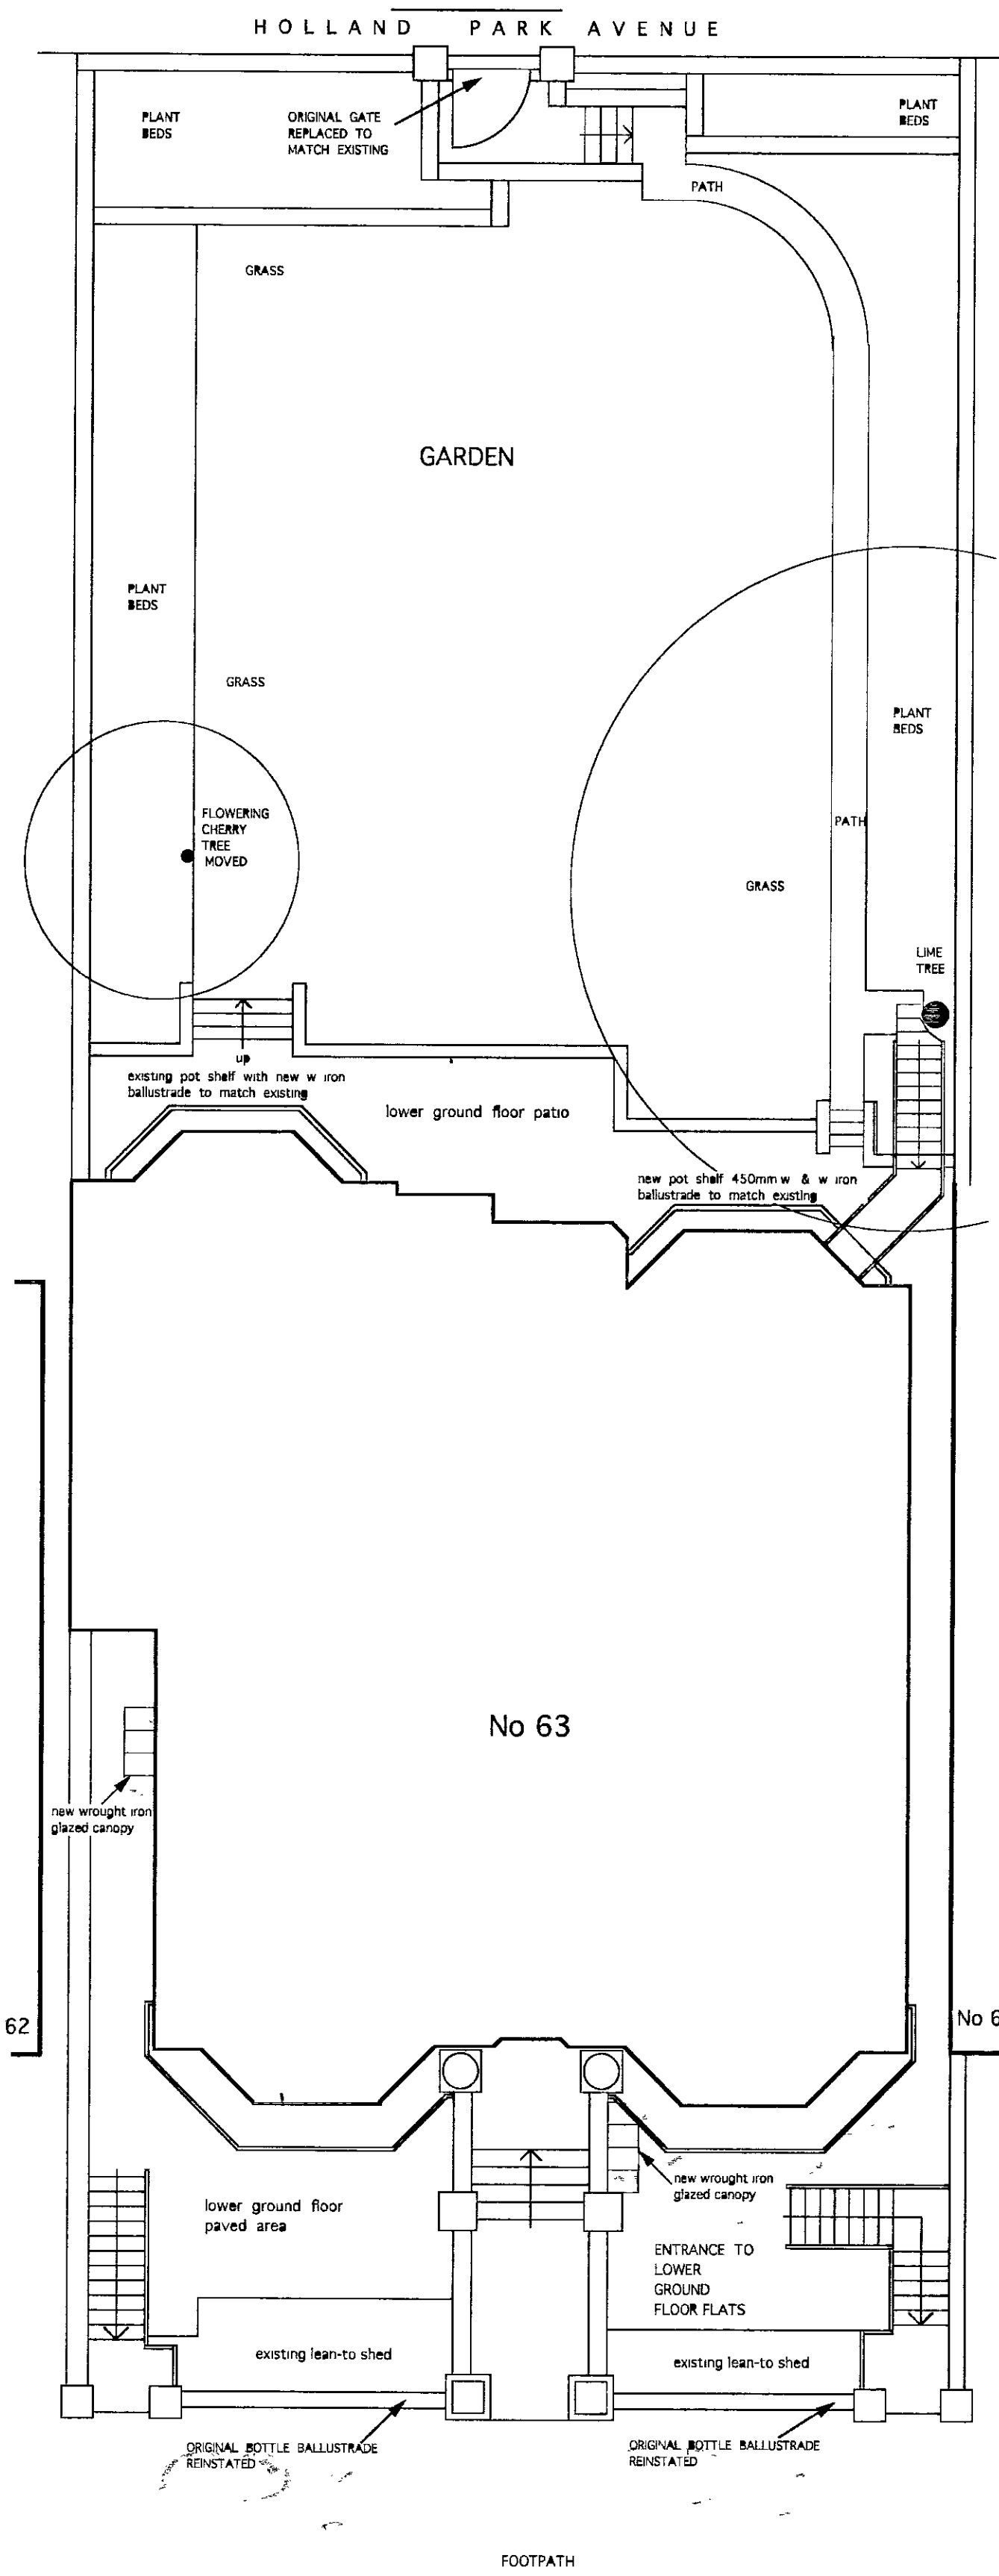 HOLLAND PARK AVENUE
PLANT
BEDS
ORIGINAL GATE
REPLACED TO
MATCH EXISTING
PLANT
BEDS
PATH
GRASS
GARDEN
PLANT
BEDS
GRASS
PLANT
BEDS
FLOWERING
CHERRY
TREE
MOVED
PATH
GRASS
LIME
TREE
up
existing pot shelf with new w iron
ballustrade to match existing
lower ground floor patio
new pot shelf 450mm w & w iron
ballustrade to match existing
No 63
new wrought iron
glazed canopy
62
No 6
new wrought iron
glazed canopy
lower ground floor
paved area
ENTRANCE TO
LOWER
GROUND
FLOOR FLATS
existing lean-to shed
existing lean-to shed
ORIGINAL BOTTLE BALLUSTRADE
REINSTATED
ORIGINAL BOTTLE BALLUSTRADE
REINSTATED
FOOTPATH